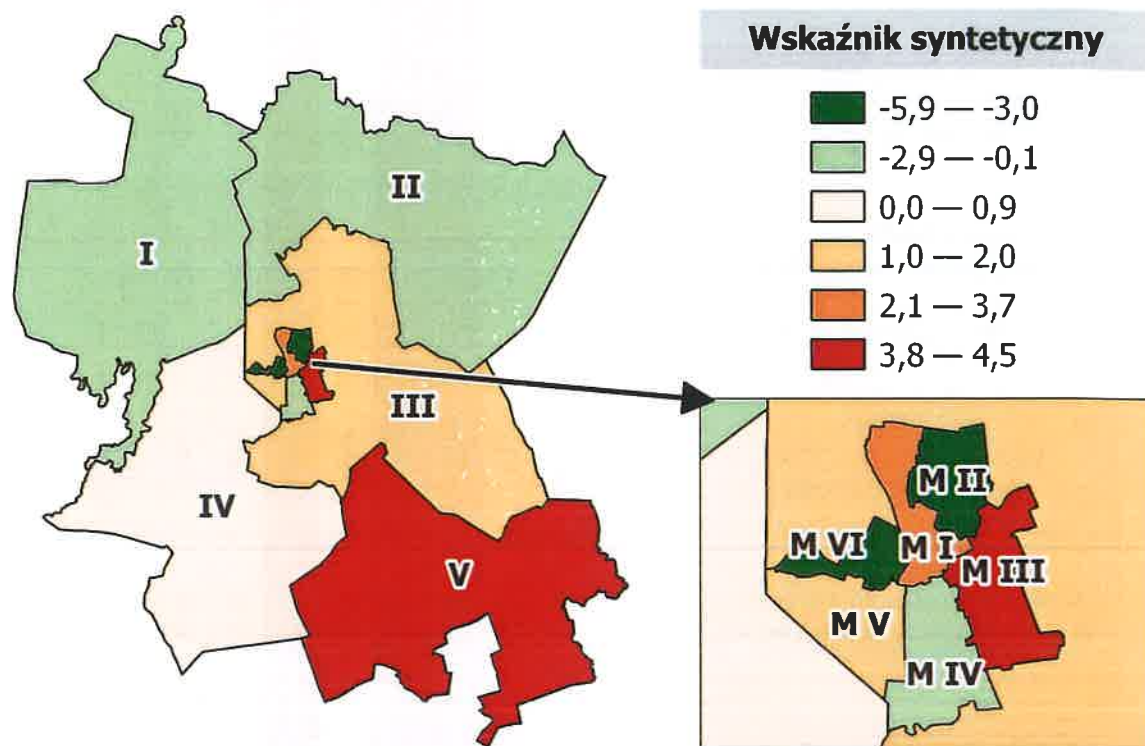 Wskaźnik syntetyczny
-5,9 — -3,0
-2,9 — -0,1
0,0 — 0,9
1,0 — 2,0
2,1 — 3,7
3,8 — 4,5
I
II
III
IV
V
M II
M VI
M I
M III
M V
M IV